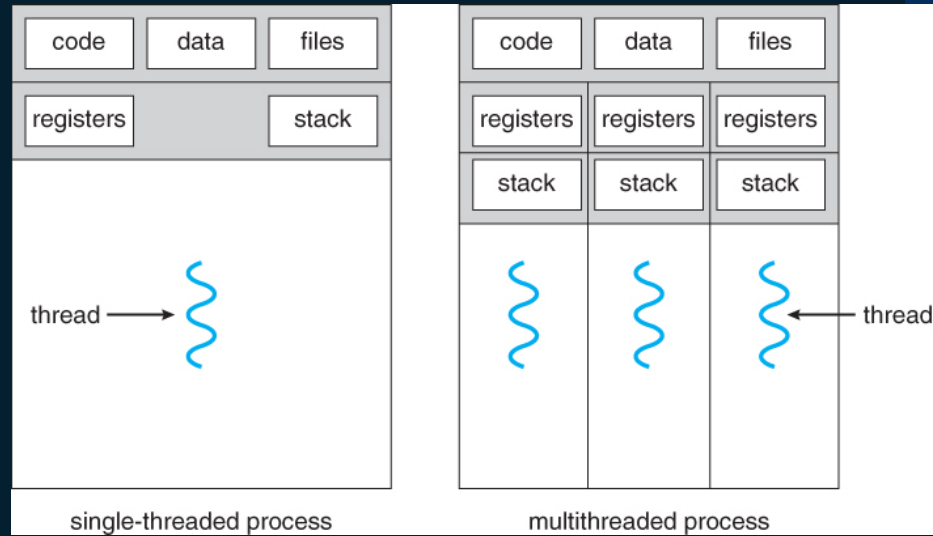 code data files
registers stack
thread
single-threaded process
code data files
registers registers registers
stack stack stack
thread
multithreaded process